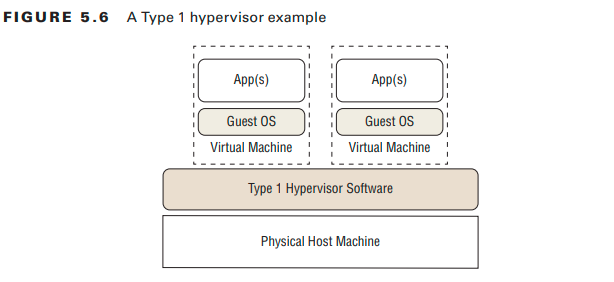 FIGURE 5.6 A Type 1 hypervisor example
App(s) App(s)
Guest OS Guest OS
Virtual Machine Virtual Machine
Type 1 Hypervisor Software
Physical Host Machine